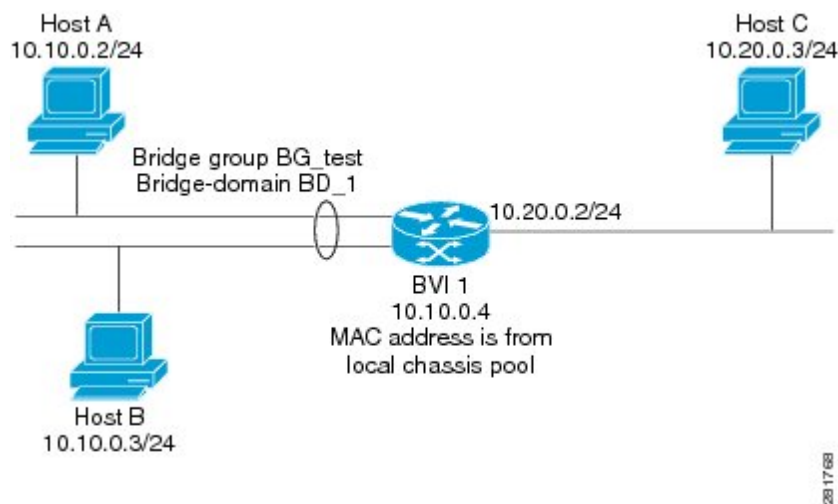 Host A
10.10.0.2/24
Host C
10.20.0.3/24
Bridge group BG_test
Bridge-domain BD_1
10.20.0.2/24
BVI 1
10.10.0.4
MAC address is from
local chassis pool
Host B
10.10.0.3/24
281768